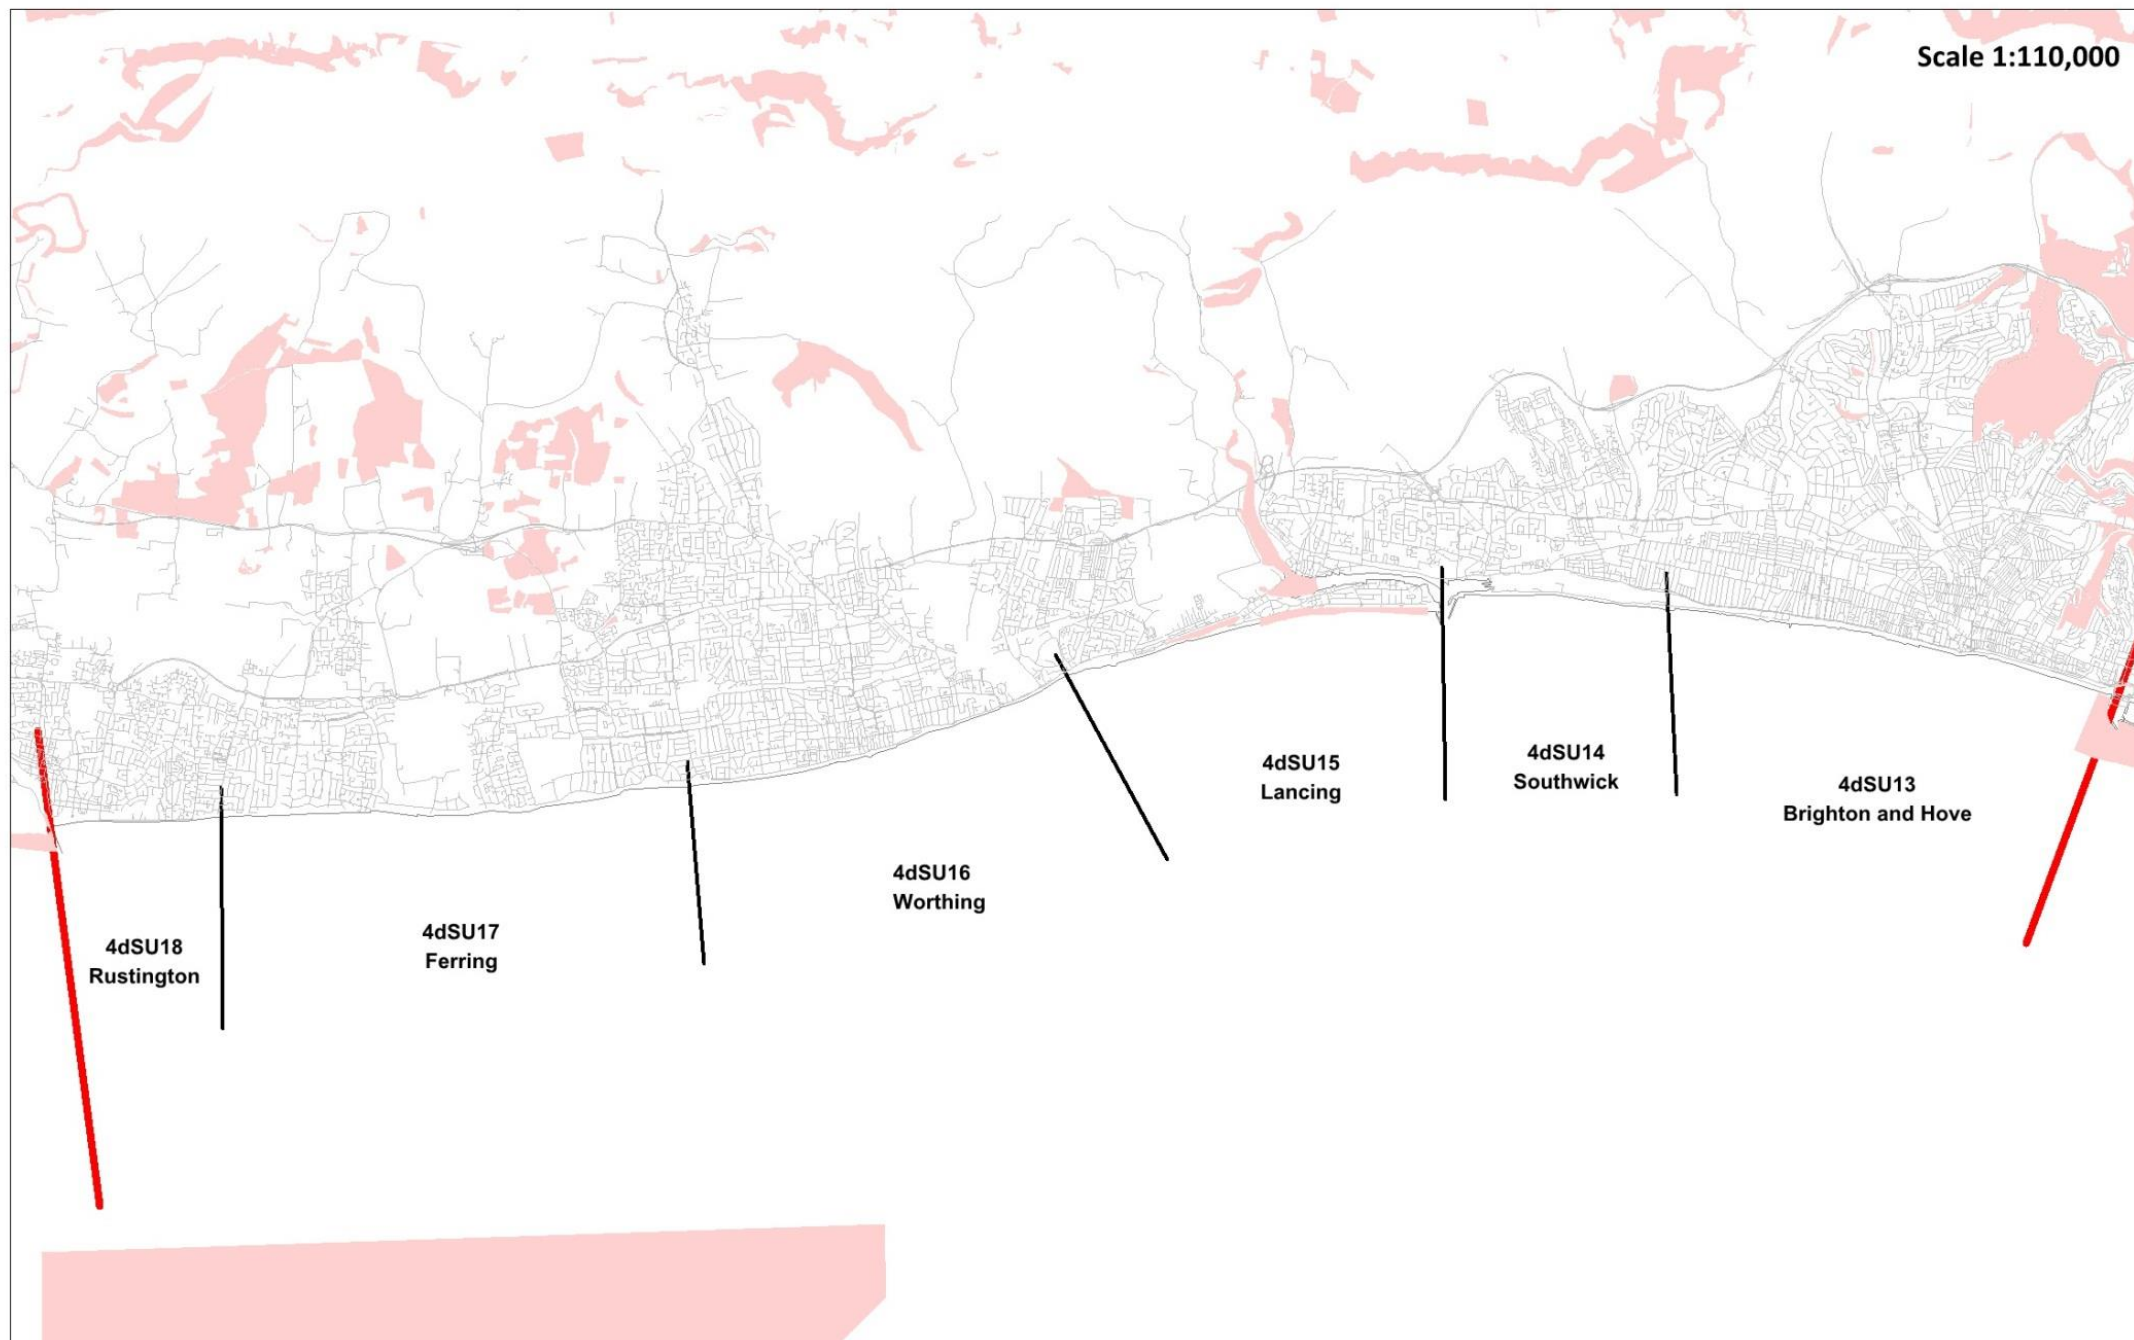 Scale 1:110,000
4dSU15
Lancing
4dSU14
Southwick
4dSU13
Brighton and Hove
4dSU16
Worthing
4dSU17
Ferring
4dSU18
Rustington